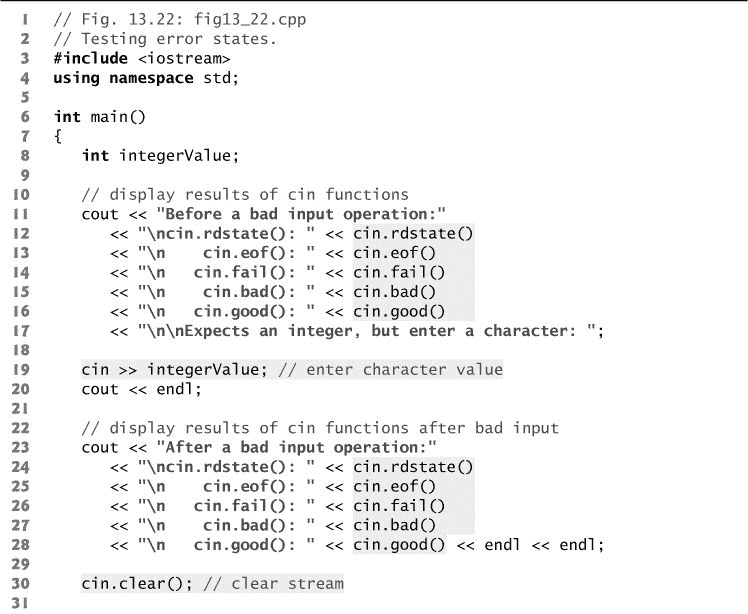 1 // Fig. 13.22: fig13_22.cpp
2 // Testing error states.
3 #include <iostream>
4 using namespace std;
5
6 int main()
7 {
8    int integerValue;
9
10    // display results of cin functions
11    cout << "Before a bad input operation:"
12       << "\ncin.rdstate(): " << cin.rdstate()
13       << "\n    cin.eof(): " << cin.eof()
14       << "\n   cin.fail(): " << cin.fail()
15       << "\n    cin.bad(): " << cin.bad()
16       << "\n   cin.good(): " << cin.good()
17       << "\n\nExpects an integer, but enter a character: ";
18
19    cin >> integerValue; // enter character value
20    cout << endl;
21
22    // display results of cin functions after bad input
23    cout << "After a bad input operation:"
24       << "\ncin.rdstate(): " << cin.rdstate()
25       << "\n    cin.eof(): " << cin.eof()
26       << "\n   cin.fail(): " << cin.fail()
27       << "\n    cin.bad(): " << cin.bad()
28       << "\n   cin.good(): " << cin.good() << endl << endl;
29
30    cin.clear(); // clear stream
31